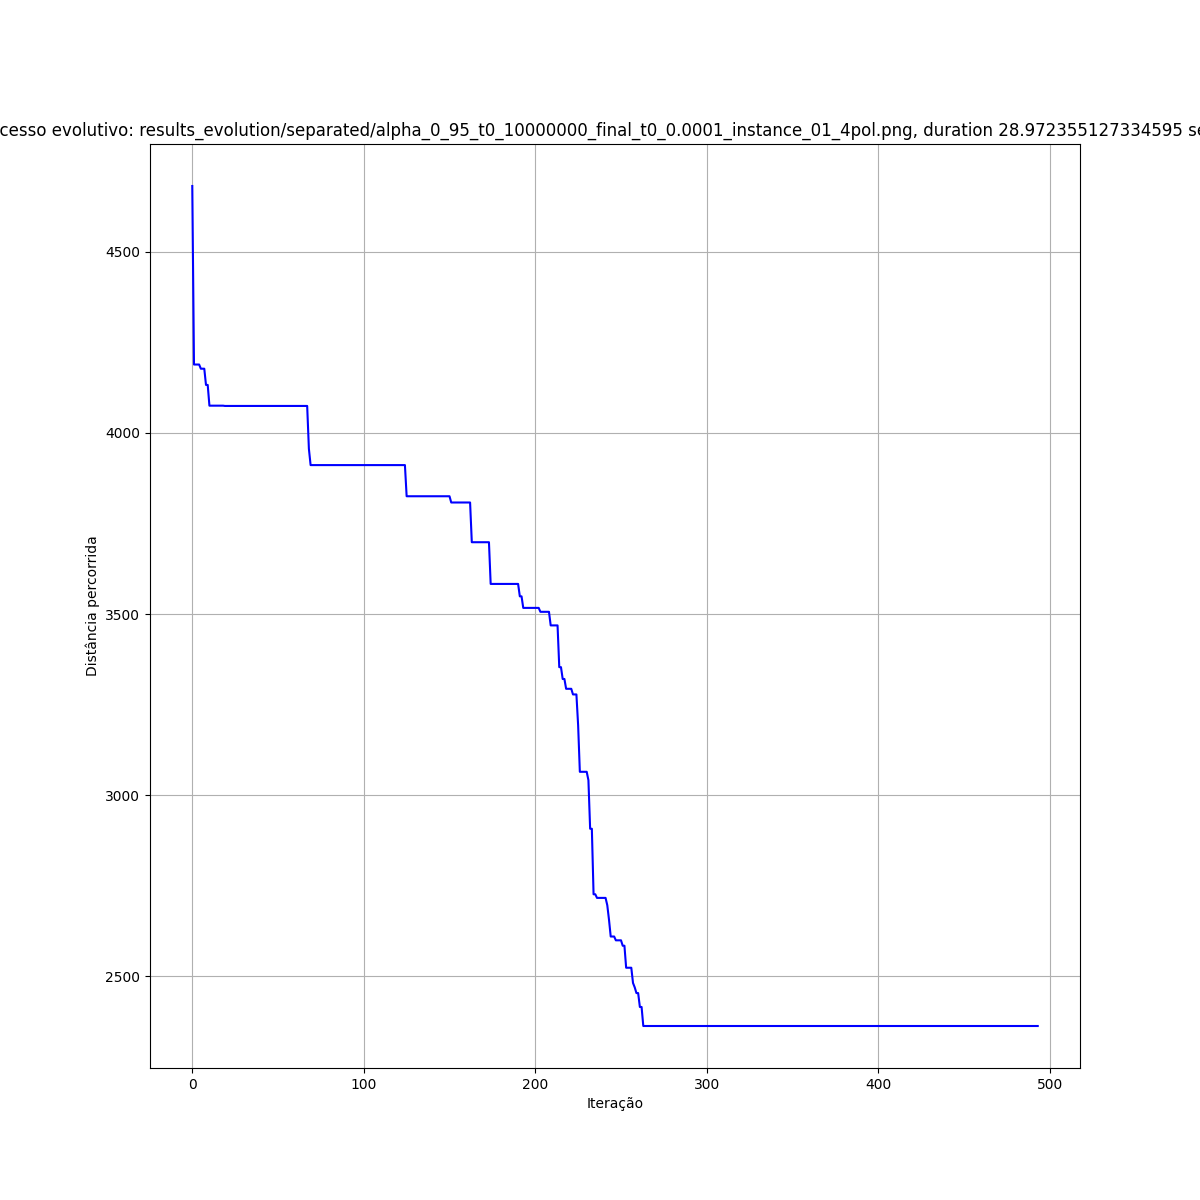 cesso evolutivo: results_evolution/separated/alpha_0_95_t0_10000000_final_t0_0.0001_instance_01_4pol.png, duration 28.972355127334595 se
4500
4000
3500
3000
2500
Distância percorrida
0 100 200 300 400 500
Iteração